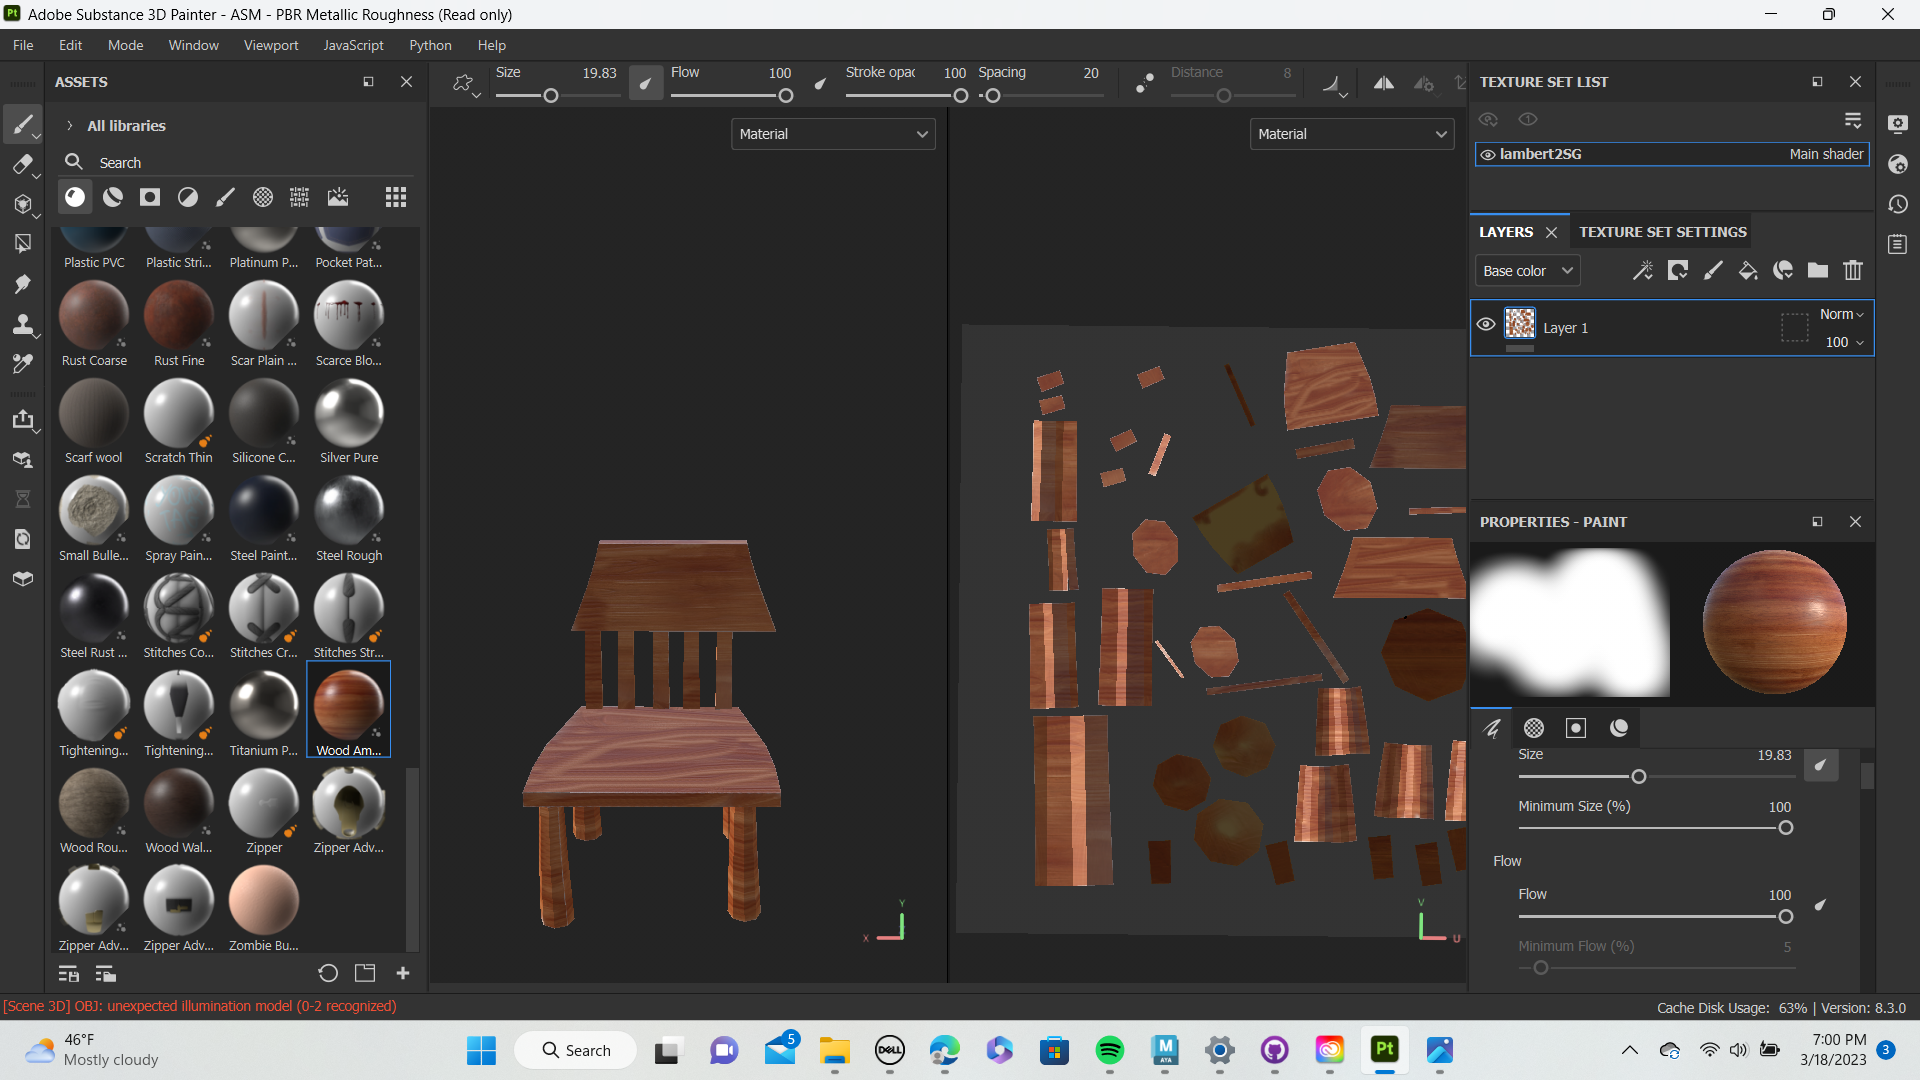 Pt Adobe Substance 3D Painter - ASM - PBR Metallic Roughness (Read only)
File Edit Mode Window Viewport JavaScript Python Help
ASSETS
Size 19.83 Flow 100 Stroke opac 100 Spacing 20 Distance 8
TEXTURE SET LIST
All libraries
Search
Material
Material
lambert2SG Main shader
LAYERS TEXTURE SET SETTINGS
Base color
Layer 1 Norm
100
Plastic PVC Plastic Stri... Platinum P... Pocket Pat...
Rust Coarse Rust Fine Scar Plain ... Scarce Blo...
Scarf wool Scratch Thin Silicone C... Silver Pure
Small Bulle... Spray Pain... Steel Paint... Steel Rough
Steel Rust ... Stitches Co... Stitches Cr... Stitches Str...
Tightening... Tightening... Titanium P... Wood Am...
Wood Rou... Wood Wal... Zipper Zipper Adv...
Zipper Adv... Zipper Adv... Zombie Bu...
Y
X
V
U
PROPERTIES - PAINT
Size 19.83
Minimum Size (%) 100
Flow
Flow 100
Minimum Flow (%) 5
[Scene 3D] OBJ: unexpected illumination model (0-2 recognized)
Cache Disk Usage: 63% | Version: 8.3.0
46°F
Mostly cloudy
Search
5
DELL
M
AYA
Pt
7:00 PM
3/18/2023
3